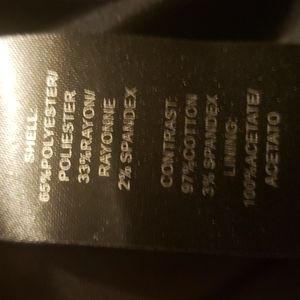 SHELL:
65%POLYESTER/
POLIESTER
33%RAYON/
RAYONNE
2% SPANDEX
CONTRAST:
97%COTTON
3% SPANDEX
LINING:
100%ACETATE/
ACETATO